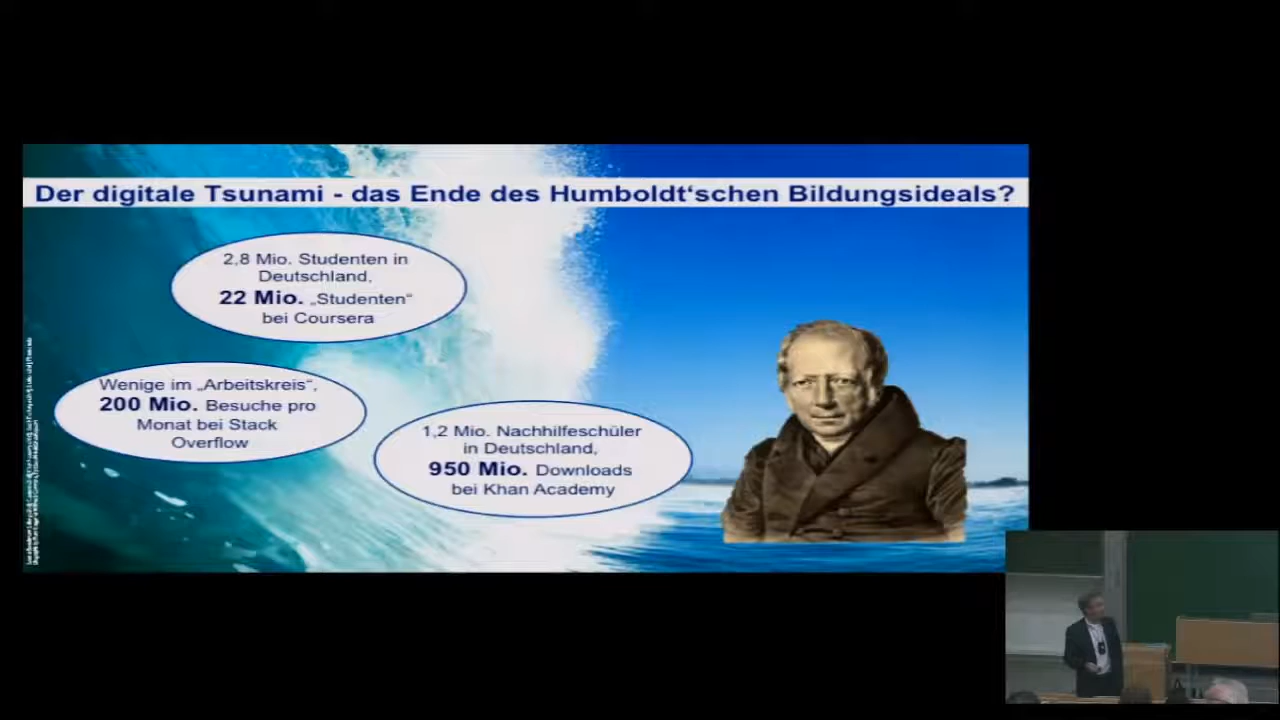 Der digitale Tsunami - das Ende des Humboldt‘schen Bildungsideals?
2,8 Mio. Studenten in
Deutschland,
22 Mio. „Studenten“
bei Coursera
Wenige im „Arbeitskreis“,
200 Mio. Besuche pro
Monat bei Stack
Overflow
1,2 Mio. Nachhilfeschüler
in Deutschland,
950 Mio. Downloads
bei Khan Academy